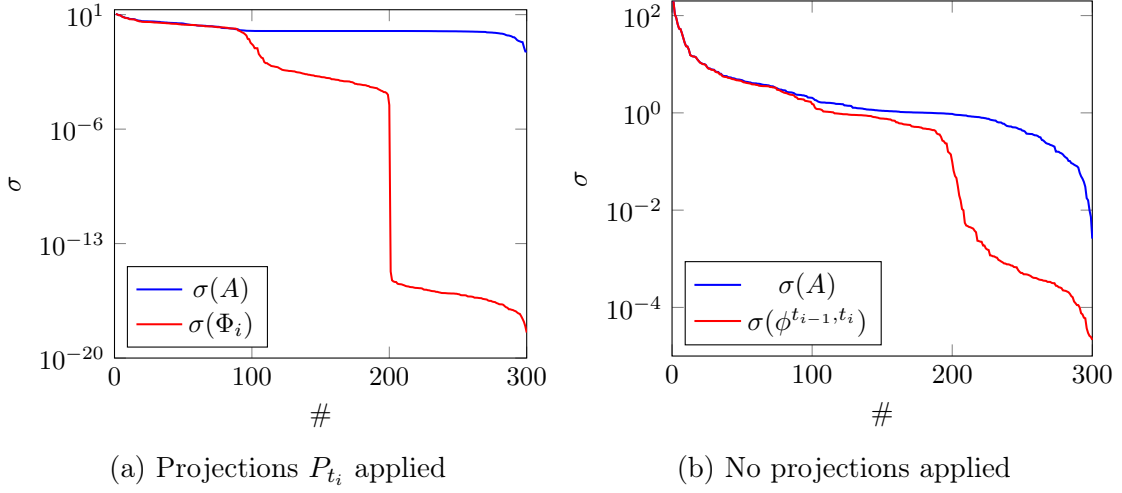 10^1
10^{-6}
10^{-13}
10^{-20}
σ
0 100 200 300
#
σ(A)
σ(Φ_i)
(a) Projections P_{t_i} applied
10^2
10^0
10^{-2}
10^{-4}
σ
0 100 200 300
#
σ(A)
σ(ϕ^{t_{i-1},t_i})
(b) No projections applied